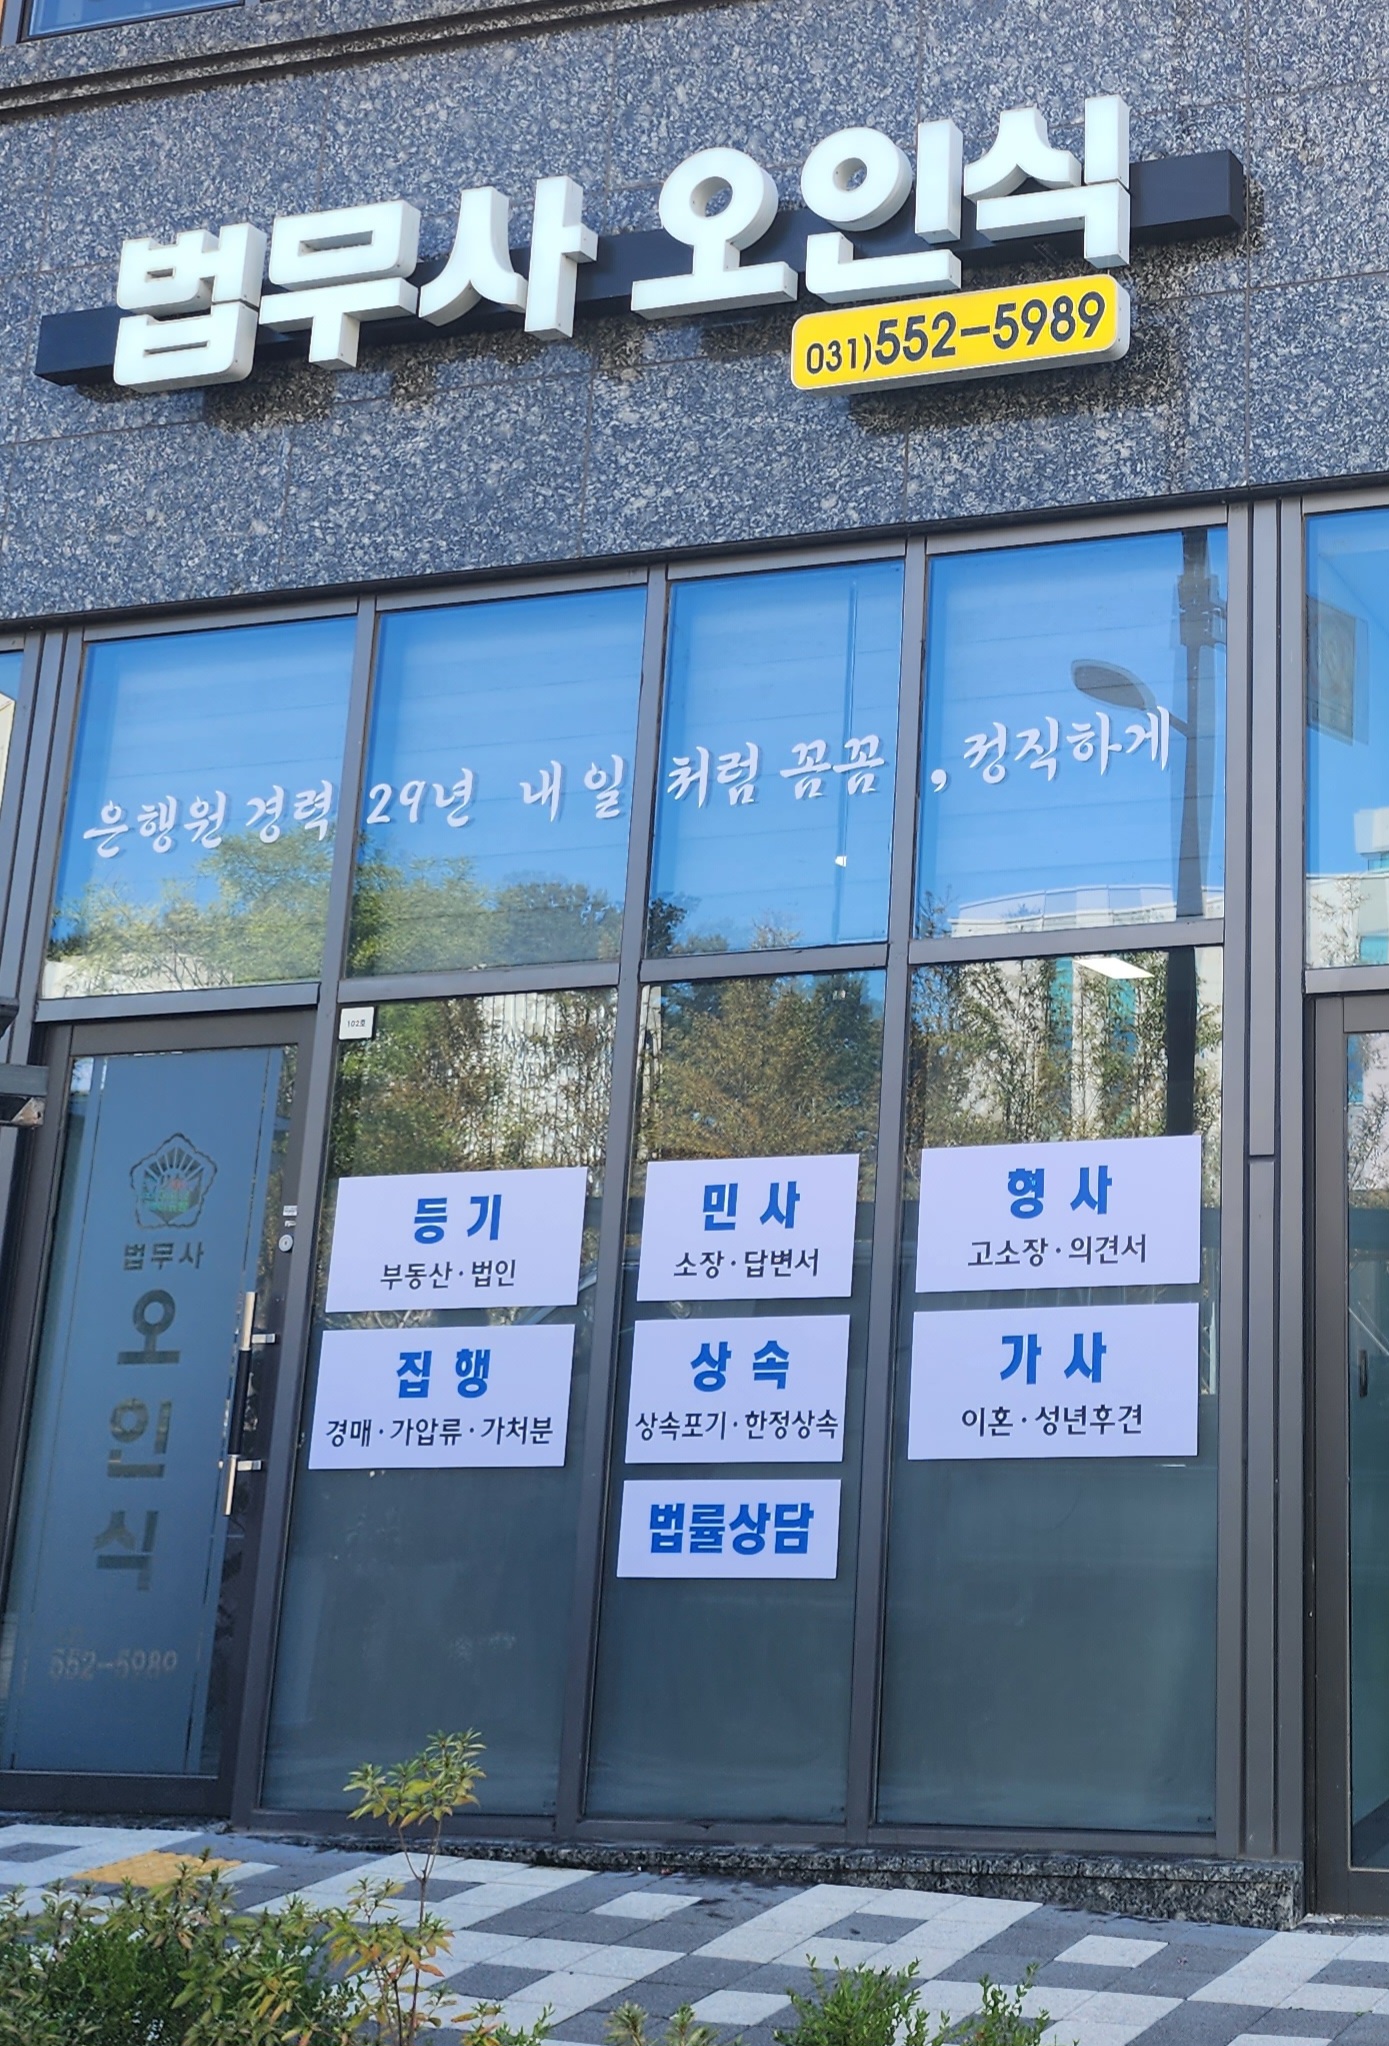 법무사 오인식
031)552-5989
은행원 경력 29년 내 일 처럼 꼼꼼, 정직하게
102호
법무사
오인식
552-5989
등기
부동산·법인
민사
소장·답변서
형사
고소장·의견서
집행
경매·가압류·가처분
상속
상속포기·한정상속
가사
이혼·성년후견
법률상담